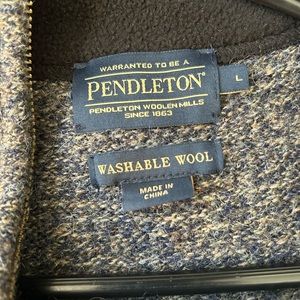 WARRANTED TO BE A
PENDLETON®
PENDLETON WOOLEN MILLS
SINCE 1863
L
WASHABLE WOOL
MADE IN
CHINA